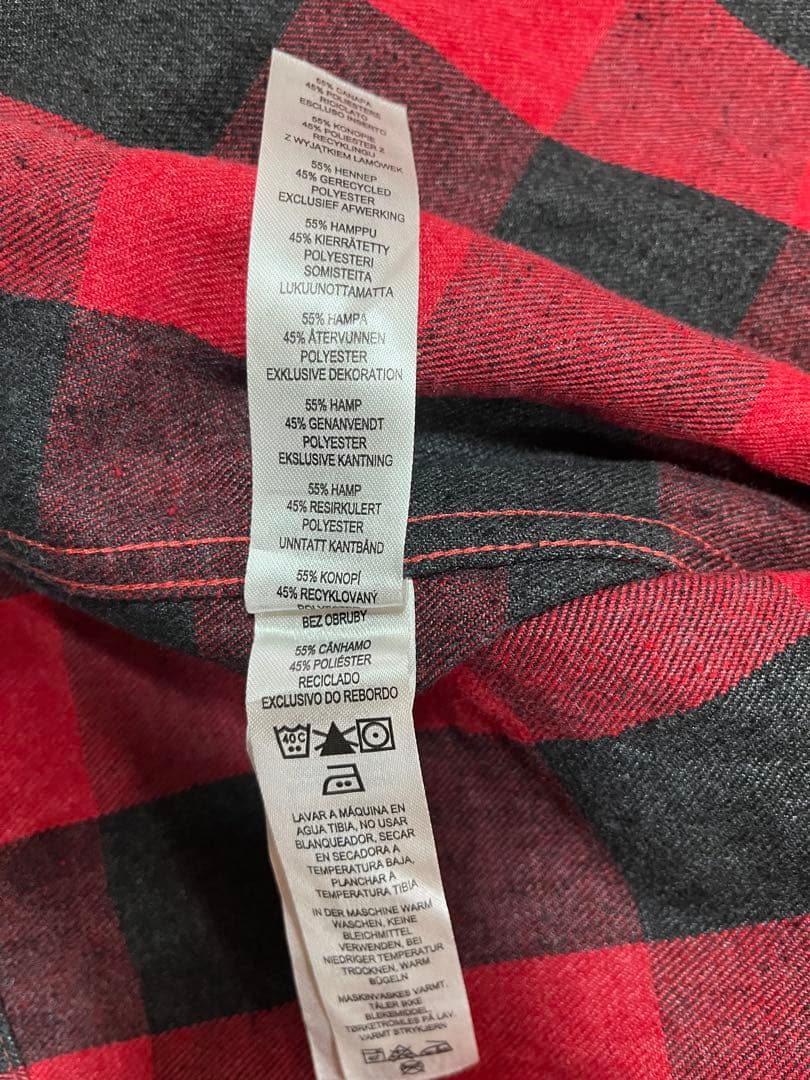 55% CANAPA
45% POLIESTERE
RICICLATO
ESCLUSO INSERTO
55% KONOPIE
45% POLIESTER Z
RECYKLINGU
Z WYJĄTKIEM LAMÓWEK
55% HENNEP
45% GERECYCLED
POLYESTER
EXCLUSIEF AFWERKING
55% HAMPPU
45% KIERRÄTETTY
POLYESTERI
SOMISTEITA
LUKUUNOTTAMATTA
55% HAMPA
45% ÅTERVUNNEN
POLYESTER
EXKLUSIVE DEKORATION
55% HAMP
45% GENANVENDT
POLYESTER
EKSLUSIVE KANTNING
55% HAMP
45% RESIRKULERT
POLYESTER
UNNTATT KANTBÅND
55% KONOPÍ
45% RECYKLOVANÝ
BEZ OBRUBY
55% CÂNHAMO
45% POLIÉSTER
RECICLADO
EXCLUSIVO DO REBORDO
40 C
LAVAR A MÁQUINA EN
AGUA TIBIA, NO USAR
BLANQUEADOR, SECAR
EN SECADORA A
TEMPERATURA BAJA,
PLANCHAR A
TEMPERATURA TIBIA
IN DER MASCHINE WARM
WASCHEN, KEINE
BLEICHMITTEL
VERWENDEN, BEI
NIEDRIGER TEMPERATUR
TROCKNEN, WARM
BÜGELN
MASKINVASKES VARMT.
TÅLER IKKE
BLEKEMIDDEL.
TØRKETROMLES PÅ LAV.
VARMT STRYKJERN